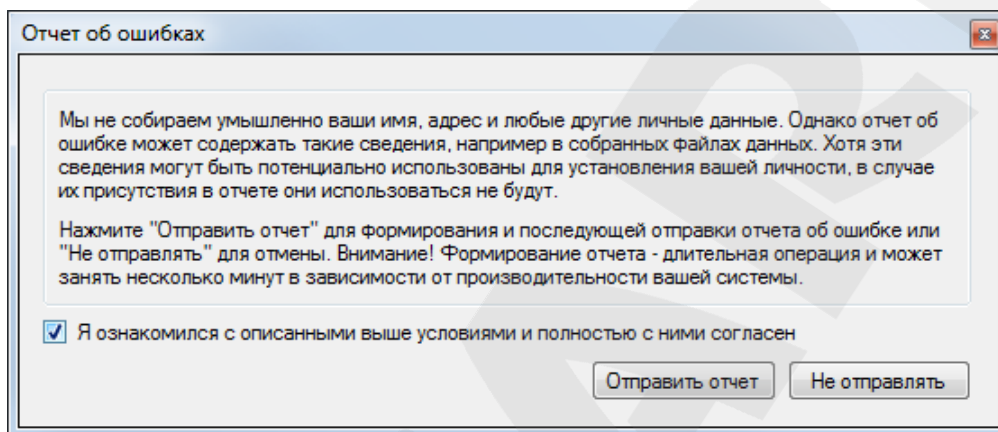 Отчет об ошибках
Мы не собираем умышленно ваши имя, адрес и любые другие личные данные. Однако отчет об
ошибке может содержать такие сведения, например в собранных файлах данных. Хотя эти
сведения могут быть потенциально использованы для установления вашей личности, в случае
их присутствия в отчете они использоваться не будут.
Нажмите "Отправить отчет" для формирования и последующей отправки отчета об ошибке или
"Не отправлять" для отмены. Внимание! Формирование отчета - длительная операция и может
занять несколько минут в зависимости от производительности вашей системы.
Я ознакомился с описанными выше условиями и полностью с ними согласен
Отправить отчет Не отправлять